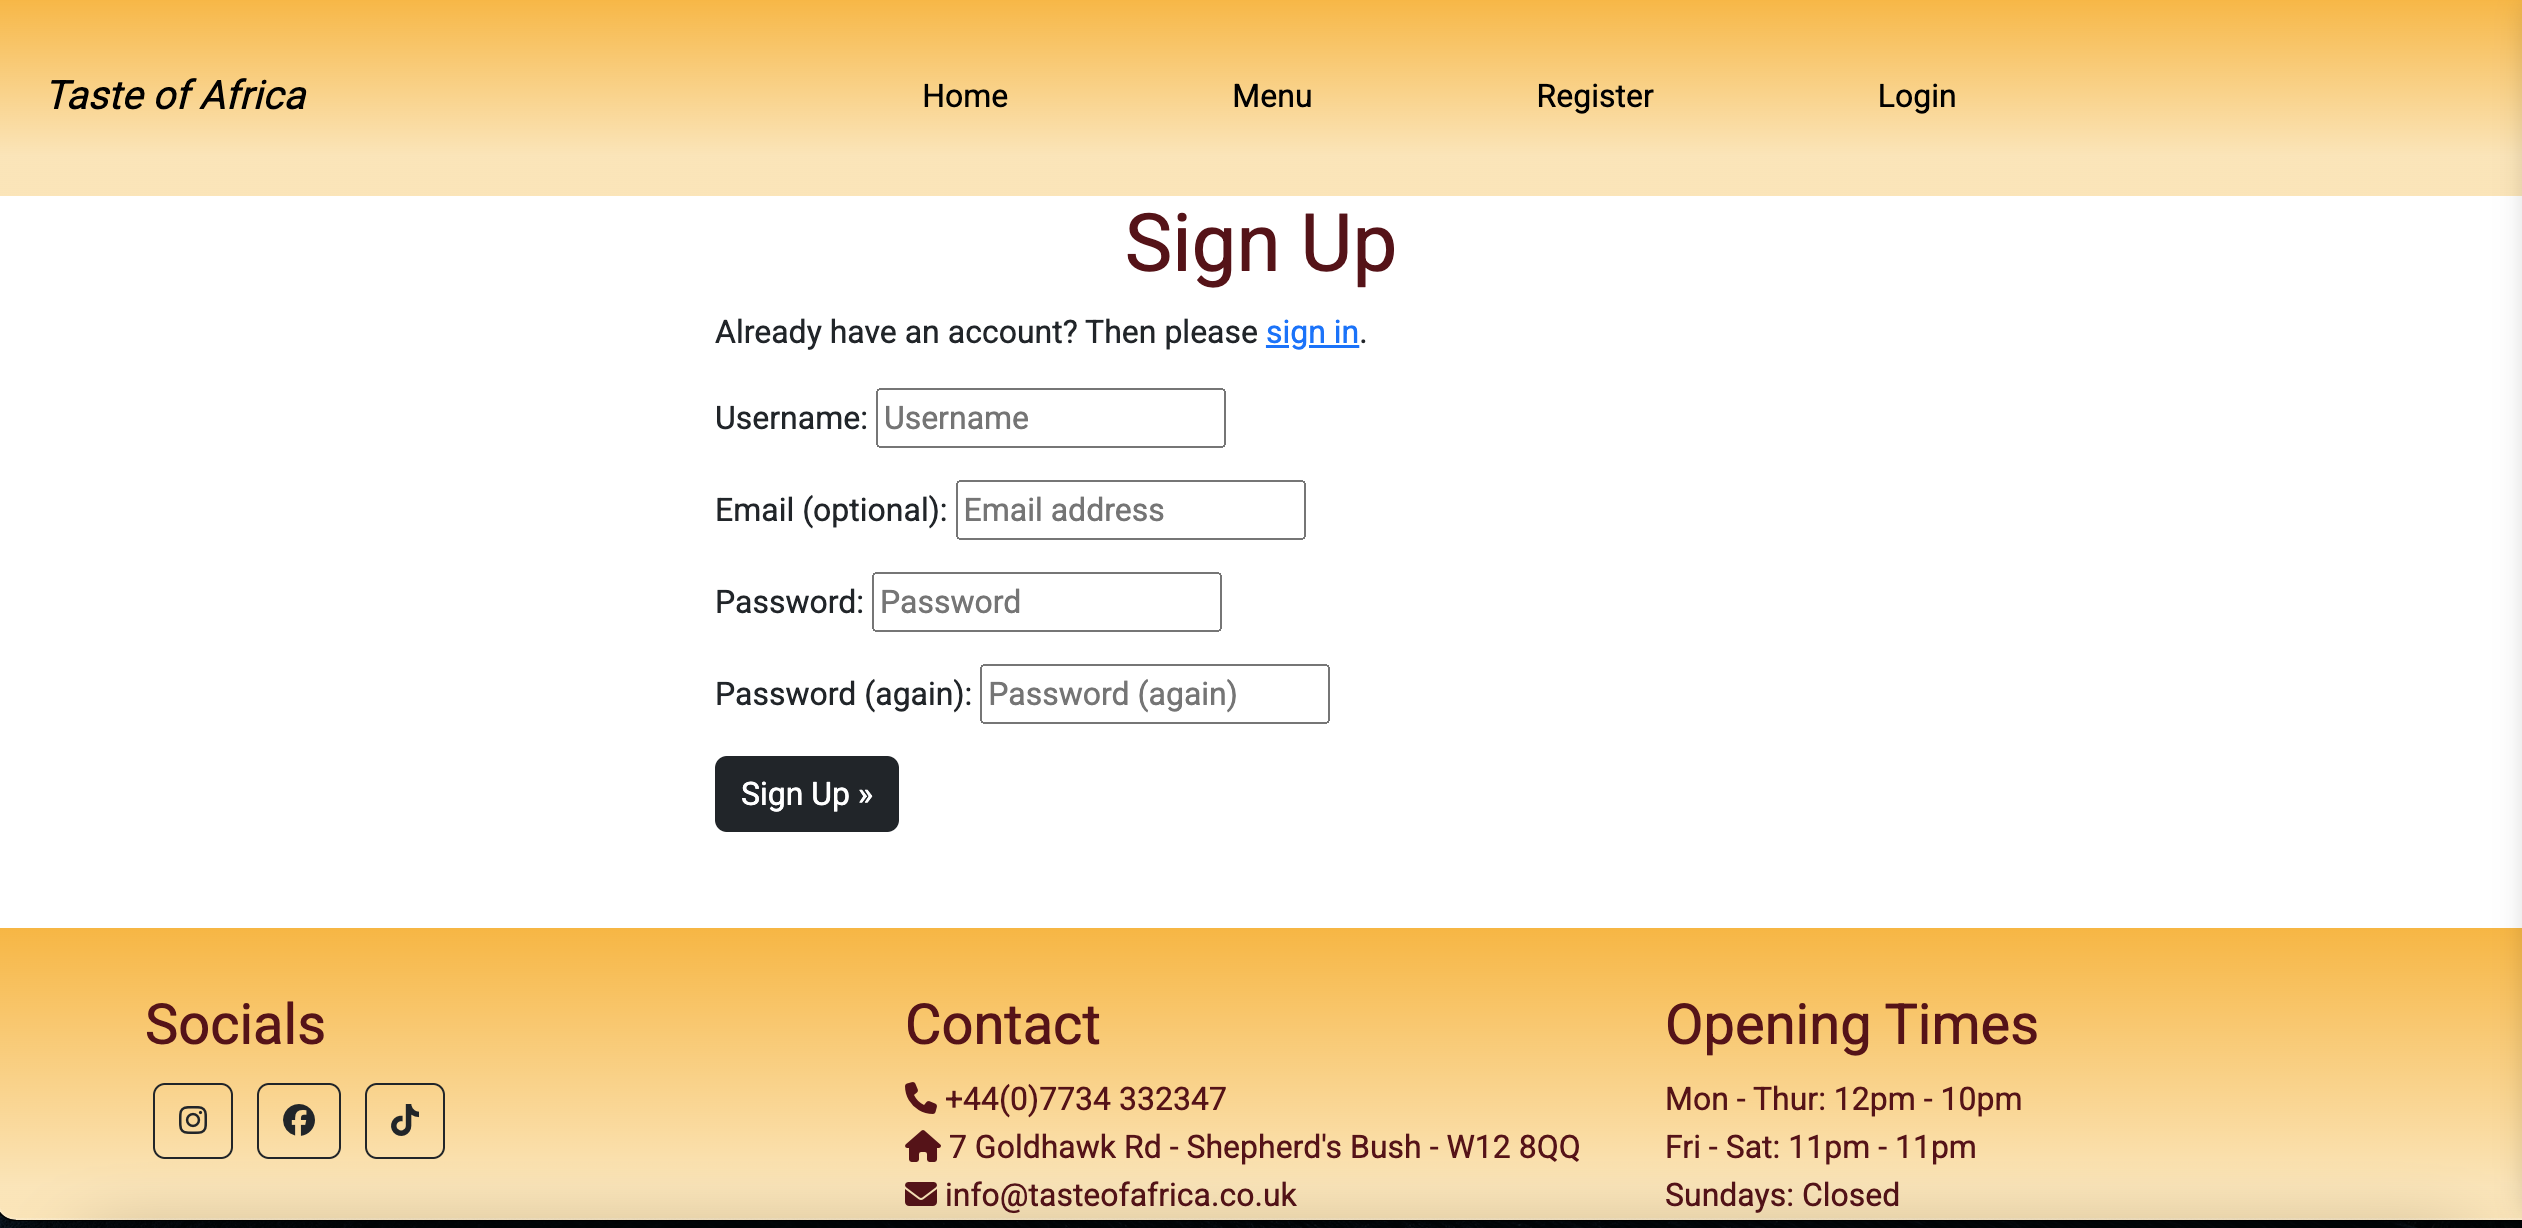 Taste of Africa
Home
Menu
Register
Login
Sign Up
Already have an account? Then please sign in.
Username: Username
Email (optional): Email address
Password: Password
Password (again): Password (again)
Sign Up »
Socials
Contact
+44(0)7734 332347
7 Goldhawk Rd - Shepherd's Bush - W12 8QQ
info@tasteofafrica.co.uk
Opening Times
Mon - Thur: 12pm - 10pm
Fri - Sat: 11pm - 11pm
Sundays: Closed